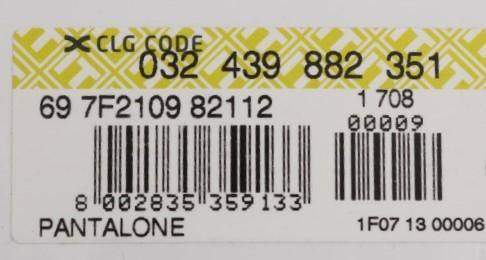 CLG CODE
032 439 882 351
69 7F2109 82112
1 708
00009
8 002835 359133
PANTALONE
1F07 13 00006